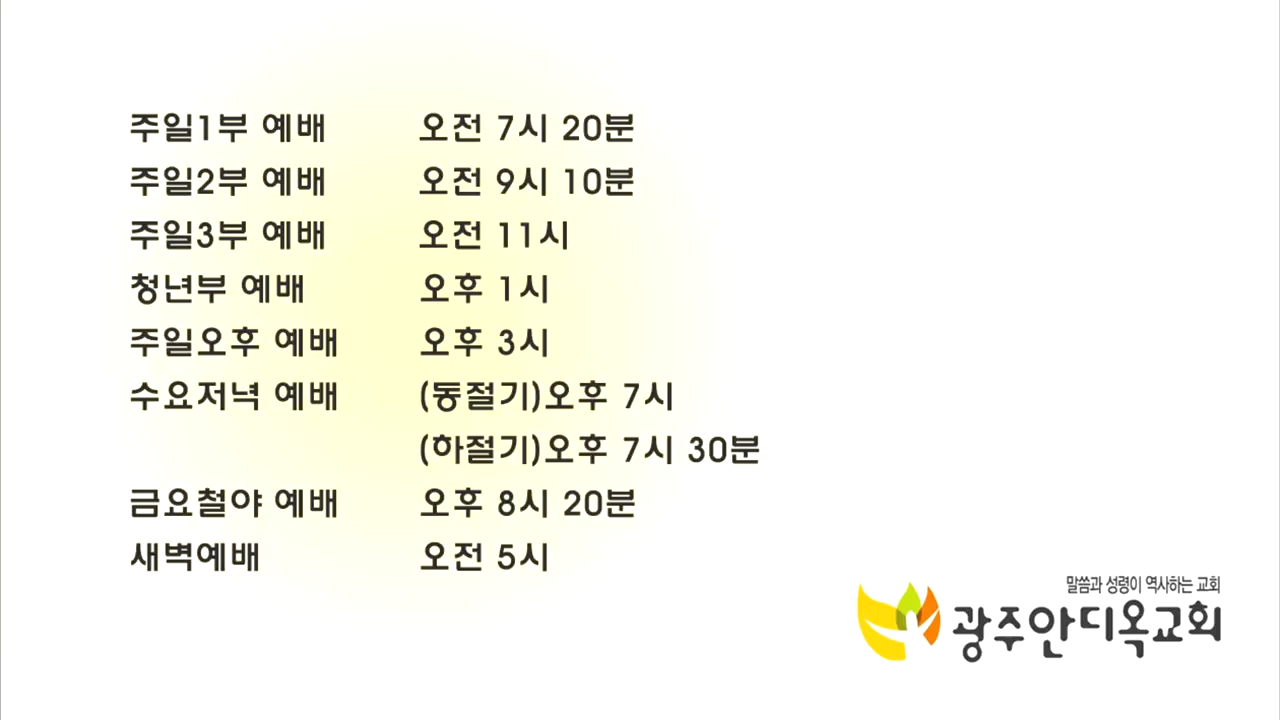 주일1부 예배 오전 7시 20분
주일2부 예배 오전 9시 10분
주일3부 예배 오전 11시
청년부 예배 오후 1시
주일오후 예배 오후 3시
수요저녁 예배 (동절기)오후 7시
(하절기)오후 7시 30분
금요철야 예배 오후 8시 20분
새벽예배 오전 5시
말씀과 성령이 역사하는 교회
광주안디옥교회